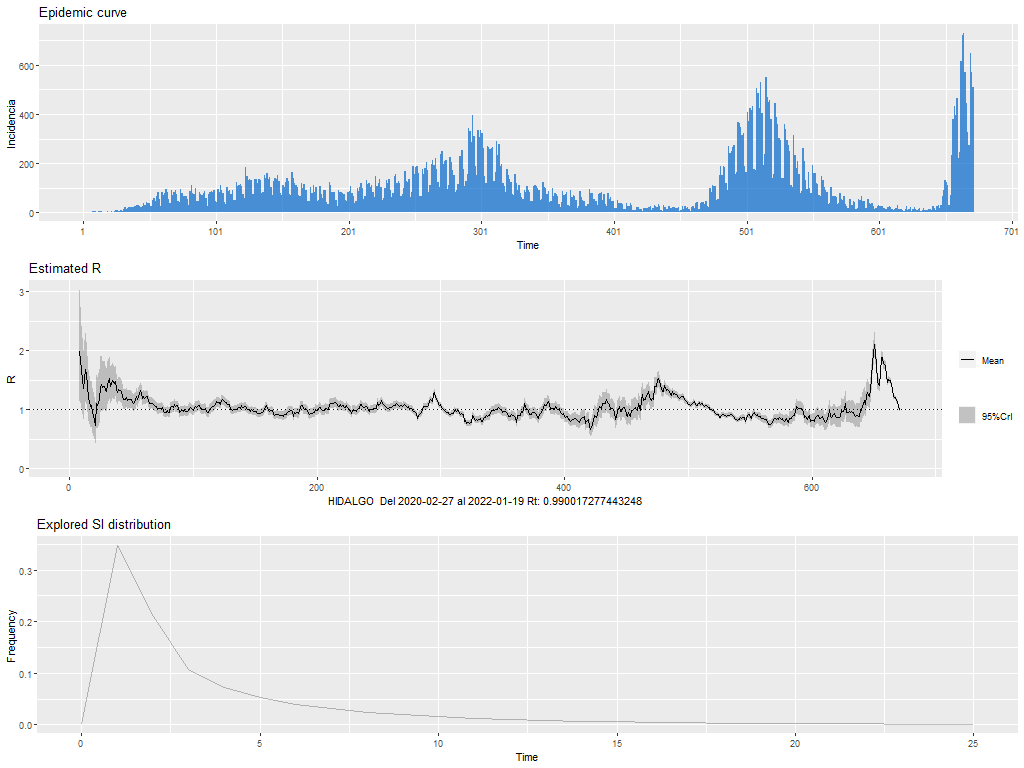 Epidemic curve
Incidencia
600
400
200
0
1 101 201 301 401 501 601 701
Time
Estimated R
R
3
2
1
0
0 200 400 600
Mean
95%CrI
HIDALGO Del 2020-02-27 al 2022-01-19 Rt: 0.990017277443248
Explored SI distribution
Frequency
0.3
0.2
0.1
0.0
0 5 10 15 20 25
Time